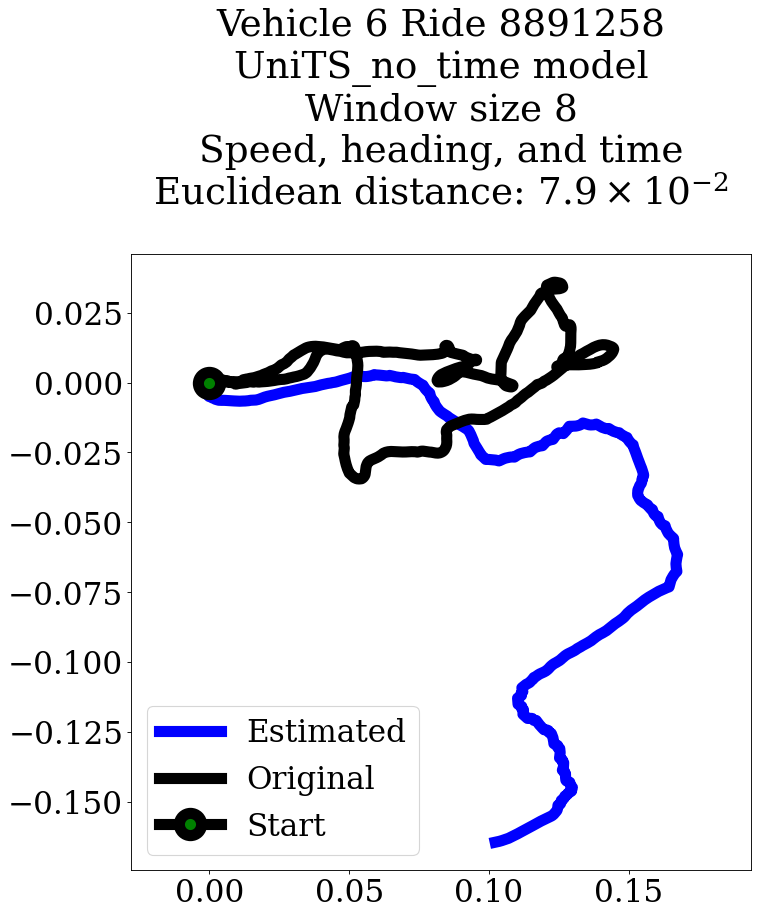 Vehicle 6 Ride 8891258
UniTS_no_time model
Window size 8
Speed, heading, and time
Euclidean distance: 7.9 × 10⁻²
0.025
0.000
−0.025
−0.050
−0.075
−0.100
−0.125
−0.150
Estimated
Original
Start
0.00 0.05 0.10 0.15